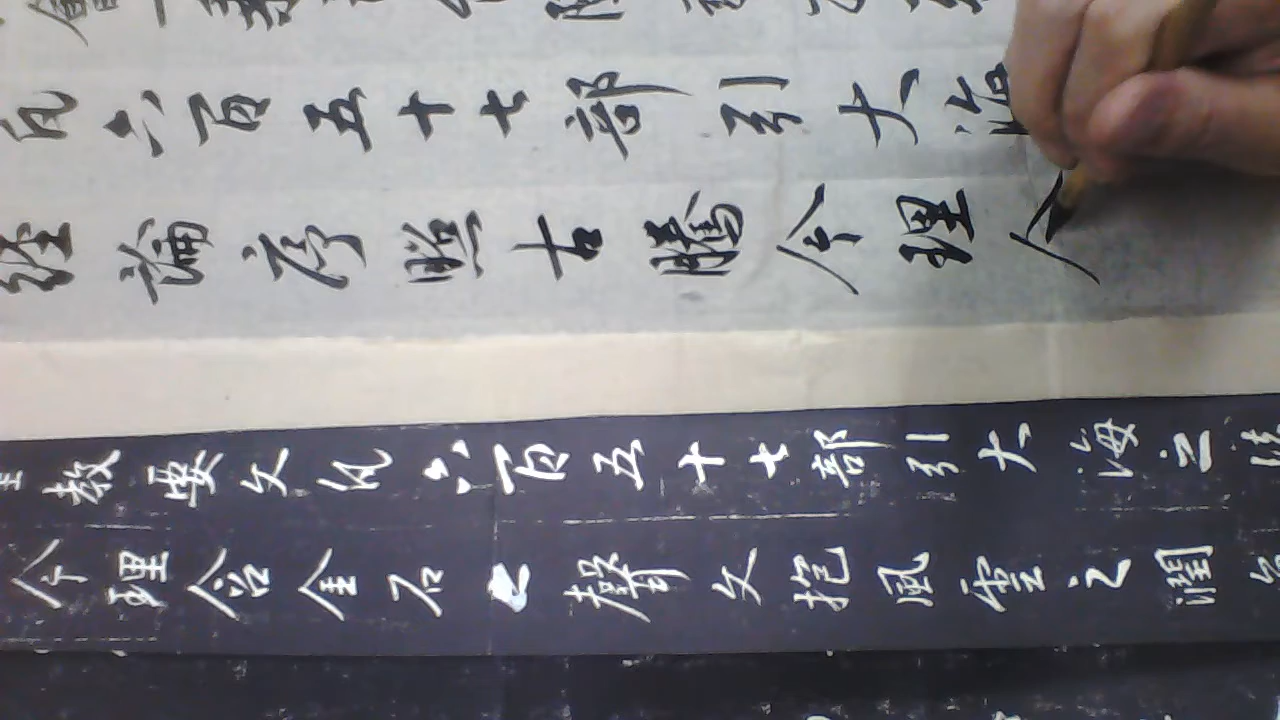 凡六百五十七部引大海
經論序照古騰今理
教要文凡六百五十七部引大海之
今理含金石之聲文抱風雲之潤